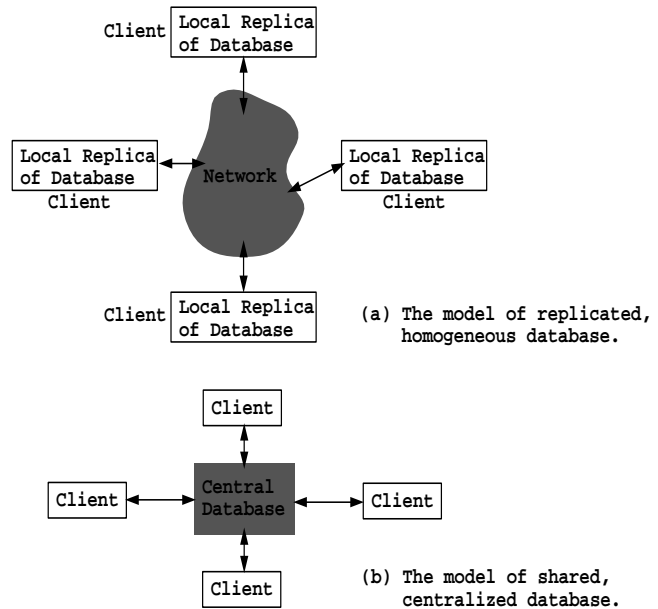 Client
Local Replica
of Database
Local Replica
of Database
Client
Network
Local Replica
of Database
Client
Client
Local Replica
of Database
(a) The model of replicated,
homogeneous database.
Client
Client
Central
Database
Client
Client
(b) The model of shared,
centralized database.